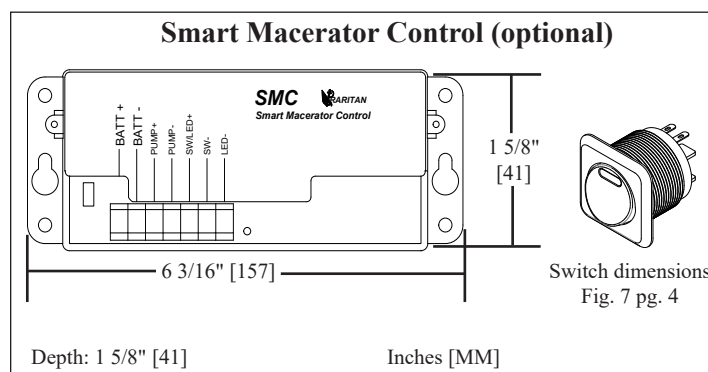 Smart Macerator Control (optional)
SMC RARITAN
Smart Macerator Control
BATT +
BATT -
PUMP+
PUMP-
SW/LED+
SW-
LED-
1 5/8"
[41]
6 3/16" [157]
Switch dimensions
Fig. 7 pg. 4
Depth: 1 5/8" [41]
Inches [MM]